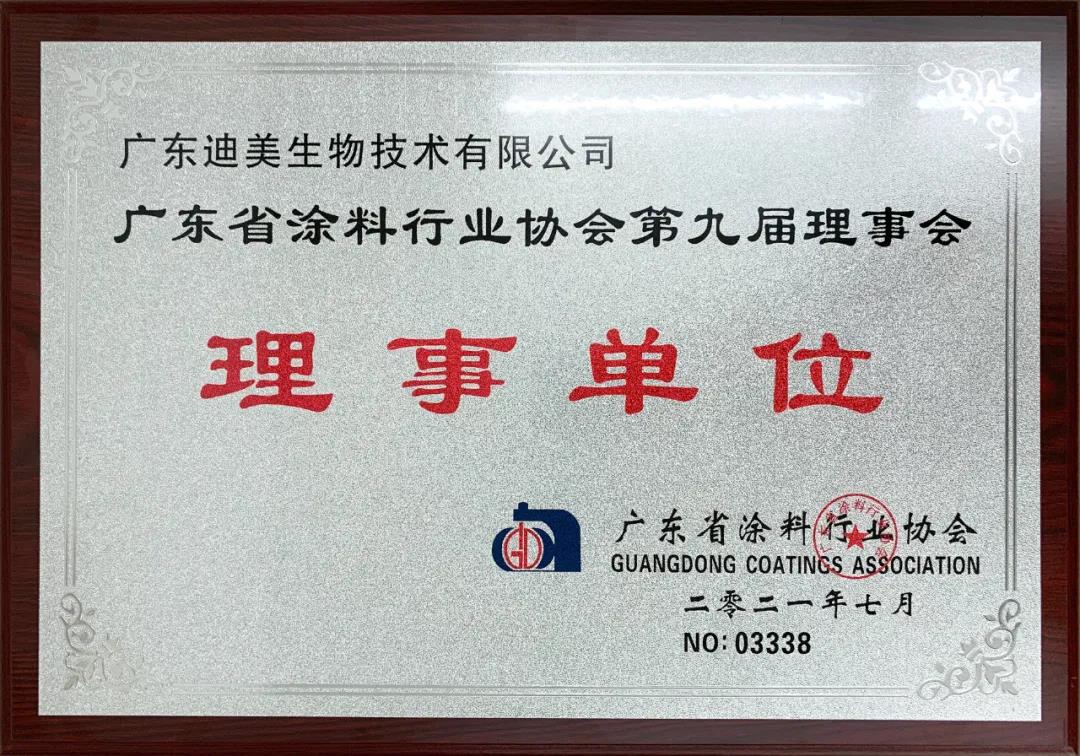 广东迪美生物技术有限公司
广东省涂料行业协会第九届理事会
理事单位
广东省涂料行业协会
GUANGDONG COATINGS ASSOCIATION
二零二一年七月
NO: 03338